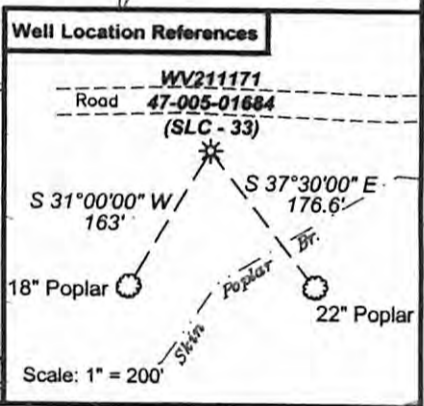 Well Location References
WV211171
Road 47-005-01684
(SLC - 33)
S 31°00'00" W
163'
S 37°30'00" E
176.6'
18" Poplar
22" Poplar
Skin Poplar Br.
Scale: 1" = 200'